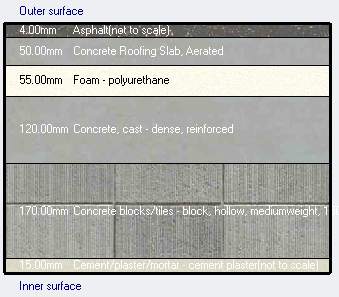 Outer surface
4.00mm Asphalt(not to scale)
50.00mm Concrete Roofing Slab, Aerated
55.00mm Foam - polyurethane
120.00mm Concrete, cast - dense, reinforced
170.00mm Concrete blocks/tiles - block, hollow, mediumweight, 1
15.00mm Cement/plaster/mortar - cement plaster(not to scale)
Inner surface